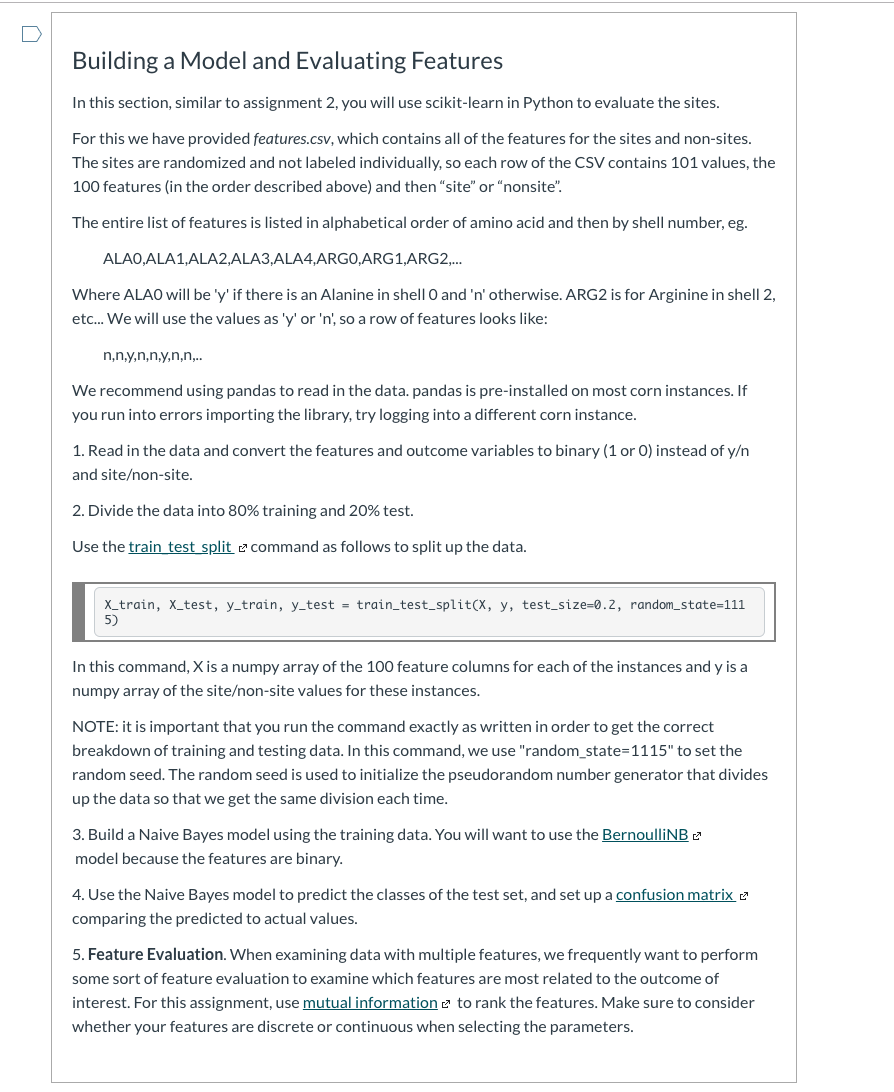 Building a Model and Evaluating Features
In this section, similar to assignment 2, you will use scikit-learn in Python to evaluate the sites.
For this we have provided features.csv, which contains all of the features for the sites and non-sites.
The sites are randomized and not labeled individually, so each row of the CSV contains 101 values, the
100 features (in the order described above) and then “site” or “nonsite”.
The entire list of features is listed in alphabetical order of amino acid and then by shell number, eg.
ALA0,ALA1,ALA2,ALA3,ALA4,ARG0,ARG1,ARG2,...
Where ALA0 will be 'y' if there is an Alanine in shell 0 and 'n' otherwise. ARG2 is for Arginine in shell 2,
etc... We will use the values as 'y' or 'n', so a row of features looks like:
n,n,y,n,n,y,n,n,..
We recommend using pandas to read in the data. pandas is pre-installed on most corn instances. If
you run into errors importing the library, try logging into a different corn instance.
1. Read in the data and convert the features and outcome variables to binary (1 or 0) instead of y/n
and site/non-site.
2. Divide the data into 80% training and 20% test.
Use the train_test_split command as follows to split up the data.
X_train, X_test, y_train, y_test = train_test_split(X, y, test_size=0.2, random_state=111
5)
In this command, X is a numpy array of the 100 feature columns for each of the instances and y is a
numpy array of the site/non-site values for these instances.
NOTE: it is important that you run the command exactly as written in order to get the correct
breakdown of training and testing data. In this command, we use "random_state=1115" to set the
random seed. The random seed is used to initialize the pseudorandom number generator that divides
up the data so that we get the same division each time.
3. Build a Naive Bayes model using the training data. You will want to use the BernoulliNB
model because the features are binary.
4. Use the Naive Bayes model to predict the classes of the test set, and set up a confusion matrix
comparing the predicted to actual values.
5. Feature Evaluation. When examining data with multiple features, we frequently want to perform
some sort of feature evaluation to examine which features are most related to the outcome of
interest. For this assignment, use mutual information to rank the features. Make sure to consider
whether your features are discrete or continuous when selecting the parameters.